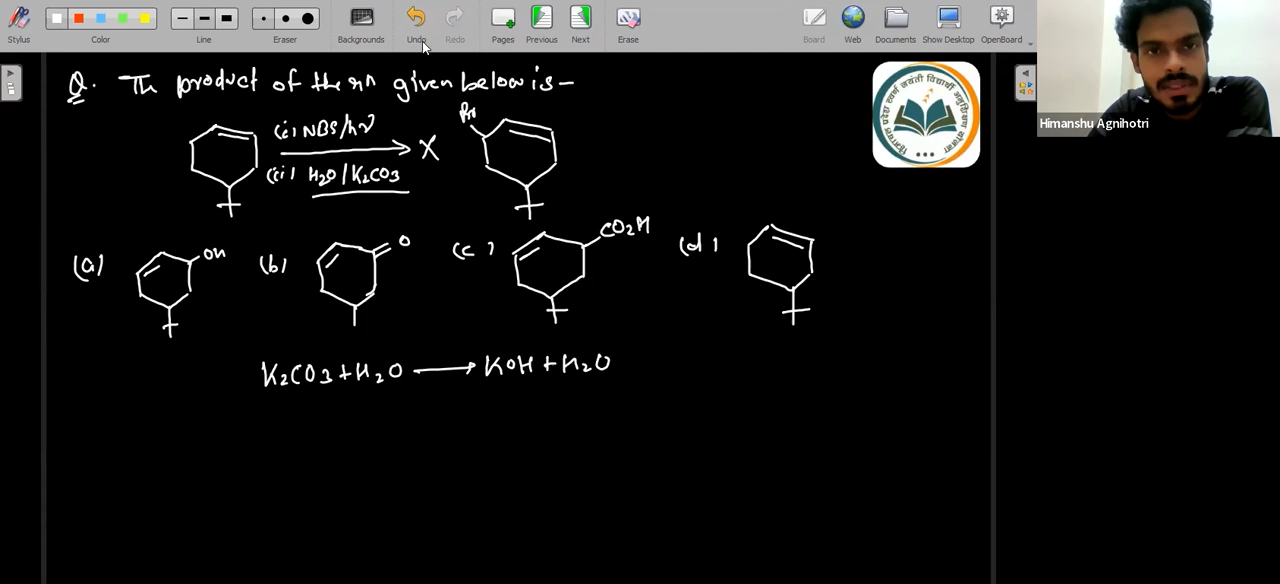 Stylus
Color
Line
Eraser
Backgrounds
Undo
Redo
Pages
Previous
Next
Erase
Board
Web
Documents
Show Desktop
OpenBoard
Himanshu Agnihotri
Q. The product of the rxn given below is -
(i) NBS/hν
(ii) H2O/K2CO3
X
Br
(a)
OH
(b)
O
(c)
CO2H
(d)
K2CO3 + H2O → KOH + H2O